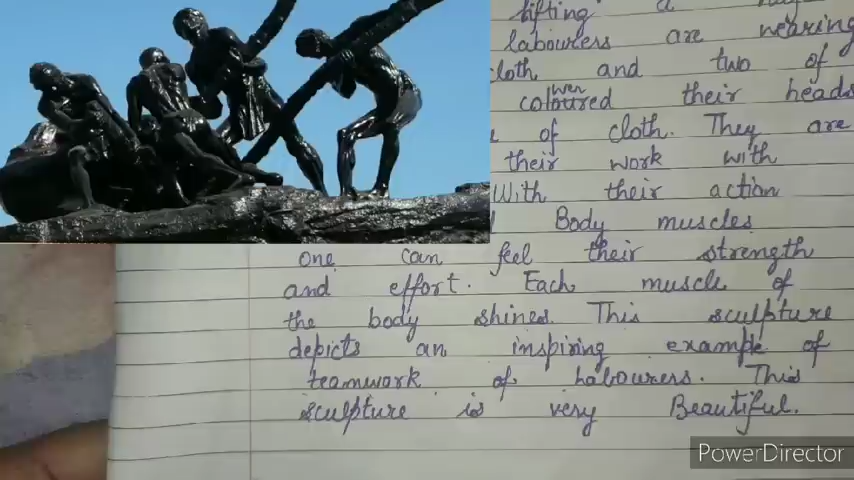 lifting a
labourers are wearing
cloth and two of
coloured wer their heads
of cloth. They are
their work with
With their action
Body muscles
one can feel their strength
and effort. Each muscle of
the body shines. This sculpture
depicts an inspiring example of
teamwork of labourers. This
sculpture is very Beautiful.
PowerDirector